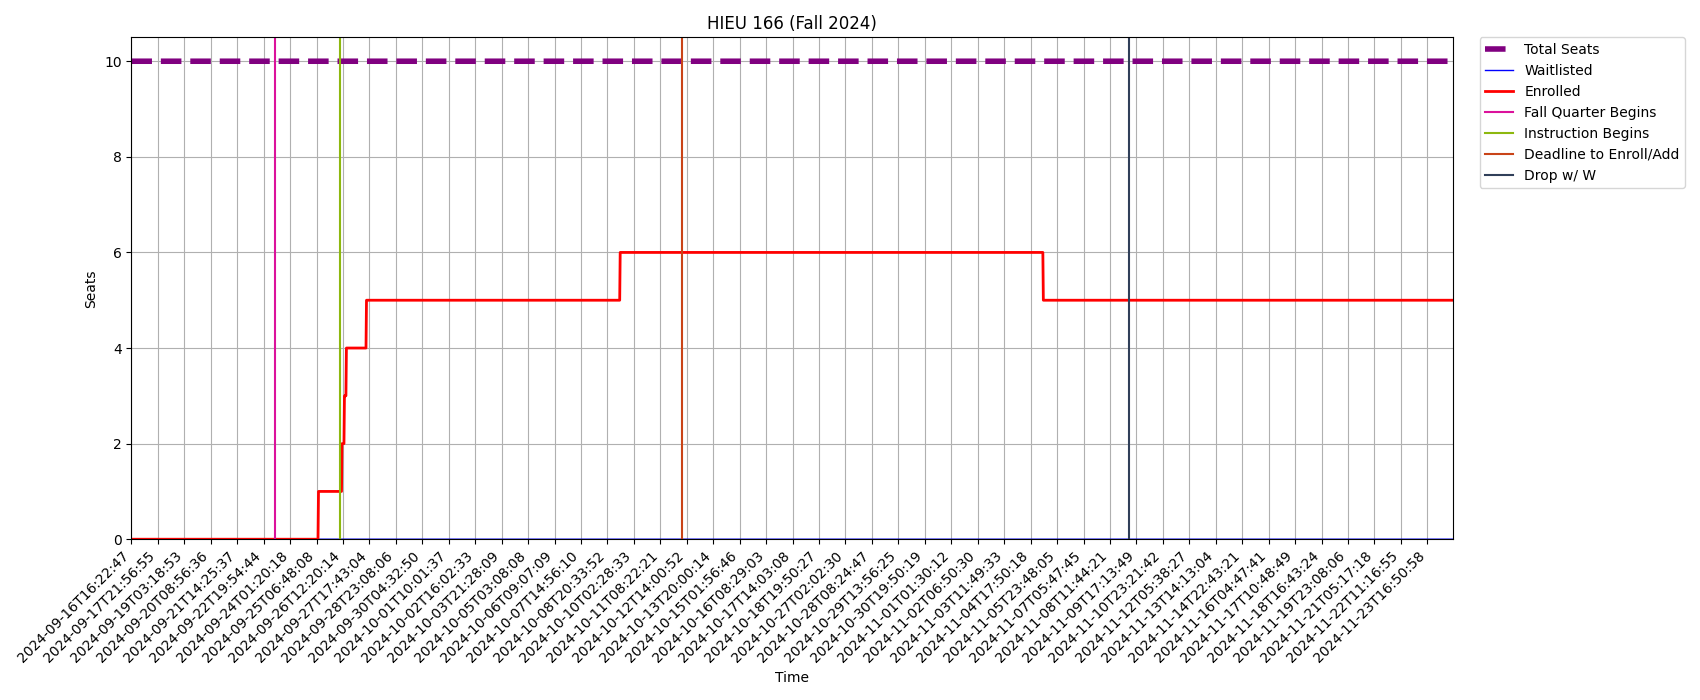 HIEU 166 (Fall 2024)
Total Seats
Waitlisted
Enrolled
Fall Quarter Begins
Instruction Begins
Deadline to Enroll/Add
Drop w/ W
Seats
10
8
6
4
2
0
2024-09-16T16:22:47
2024-09-17T21:56:55
2024-09-19T03:18:53
2024-09-20T08:56:36
2024-09-21T14:25:37
2024-09-22T19:54:44
2024-09-24T01:20:18
2024-09-25T06:48:08
2024-09-26T12:20:14
2024-09-27T17:43:04
2024-09-28T23:08:06
2024-09-30T04:32:50
2024-10-01T10:01:37
2024-10-02T16:02:33
2024-10-03T21:28:09
2024-10-05T03:08:08
2024-10-06T09:07:09
2024-10-07T14:56:10
2024-10-08T20:33:52
2024-10-10T02:28:33
2024-10-11T08:22:21
2024-10-12T14:00:52
2024-10-13T20:00:14
2024-10-15T01:56:46
2024-10-16T08:29:03
2024-10-17T14:03:08
2024-10-18T19:50:27
2024-10-27T02:02:30
2024-10-28T08:24:47
2024-10-29T13:56:25
2024-10-30T19:50:19
2024-11-01T01:30:12
2024-11-02T06:50:30
2024-11-03T11:49:33
2024-11-04T17:50:18
2024-11-05T23:48:05
2024-11-07T05:47:45
2024-11-08T11:44:21
2024-11-09T17:13:49
2024-11-10T23:21:42
2024-11-12T05:38:27
2024-11-13T14:13:04
2024-11-14T22:43:21
2024-11-16T04:47:41
2024-11-17T10:48:49
2024-11-18T16:43:24
2024-11-19T23:08:06
2024-11-21T05:17:18
2024-11-22T11:16:55
2024-11-23T16:50:58
Time